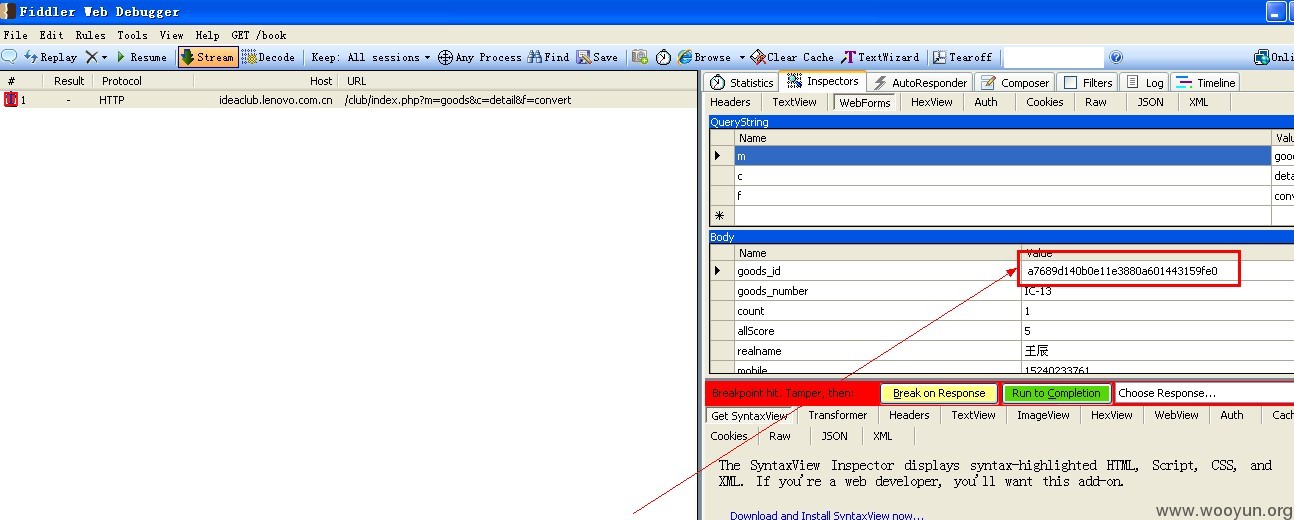 Fiddler Web Debugger
File Edit Rules Tools View Help GET /book
Replay Resume Stream Decode Keep: All sessions Any Process Find Save Browse Clear Cache TextWizard Tearoff Onli
# Result Protocol Host URL
1 - HTTP ideaclub.lenovo.com.cn /club/index.php?m=goods&c=detail&f=convert
Statistics Inspectors AutoResponder Composer Filters Log Timeline
Headers TextView WebForms HexView Auth Cookies Raw JSON XML
QueryString
Name Valu
m goo
c deta
f conv
Body
Name Value
goods_id a7689d140b0e11e3880a601443159fe0
goods_number IC-13
count 1
allScore 5
realname 王辰
mobile 15240233761
Breakpoint hit. Tamper, then: Break on Response Run to Completion Choose Response...
Get SyntaxView Transformer Headers TextView ImageView HexView WebView Auth Cach
Cookies Raw JSON XML
The SyntaxView Inspector displays syntax-highlighted HTML, Script, CSS, and
XML. If you're a web developer, you'll want this add-on.
Download and Install SyntaxView now...
www.wooyun.org